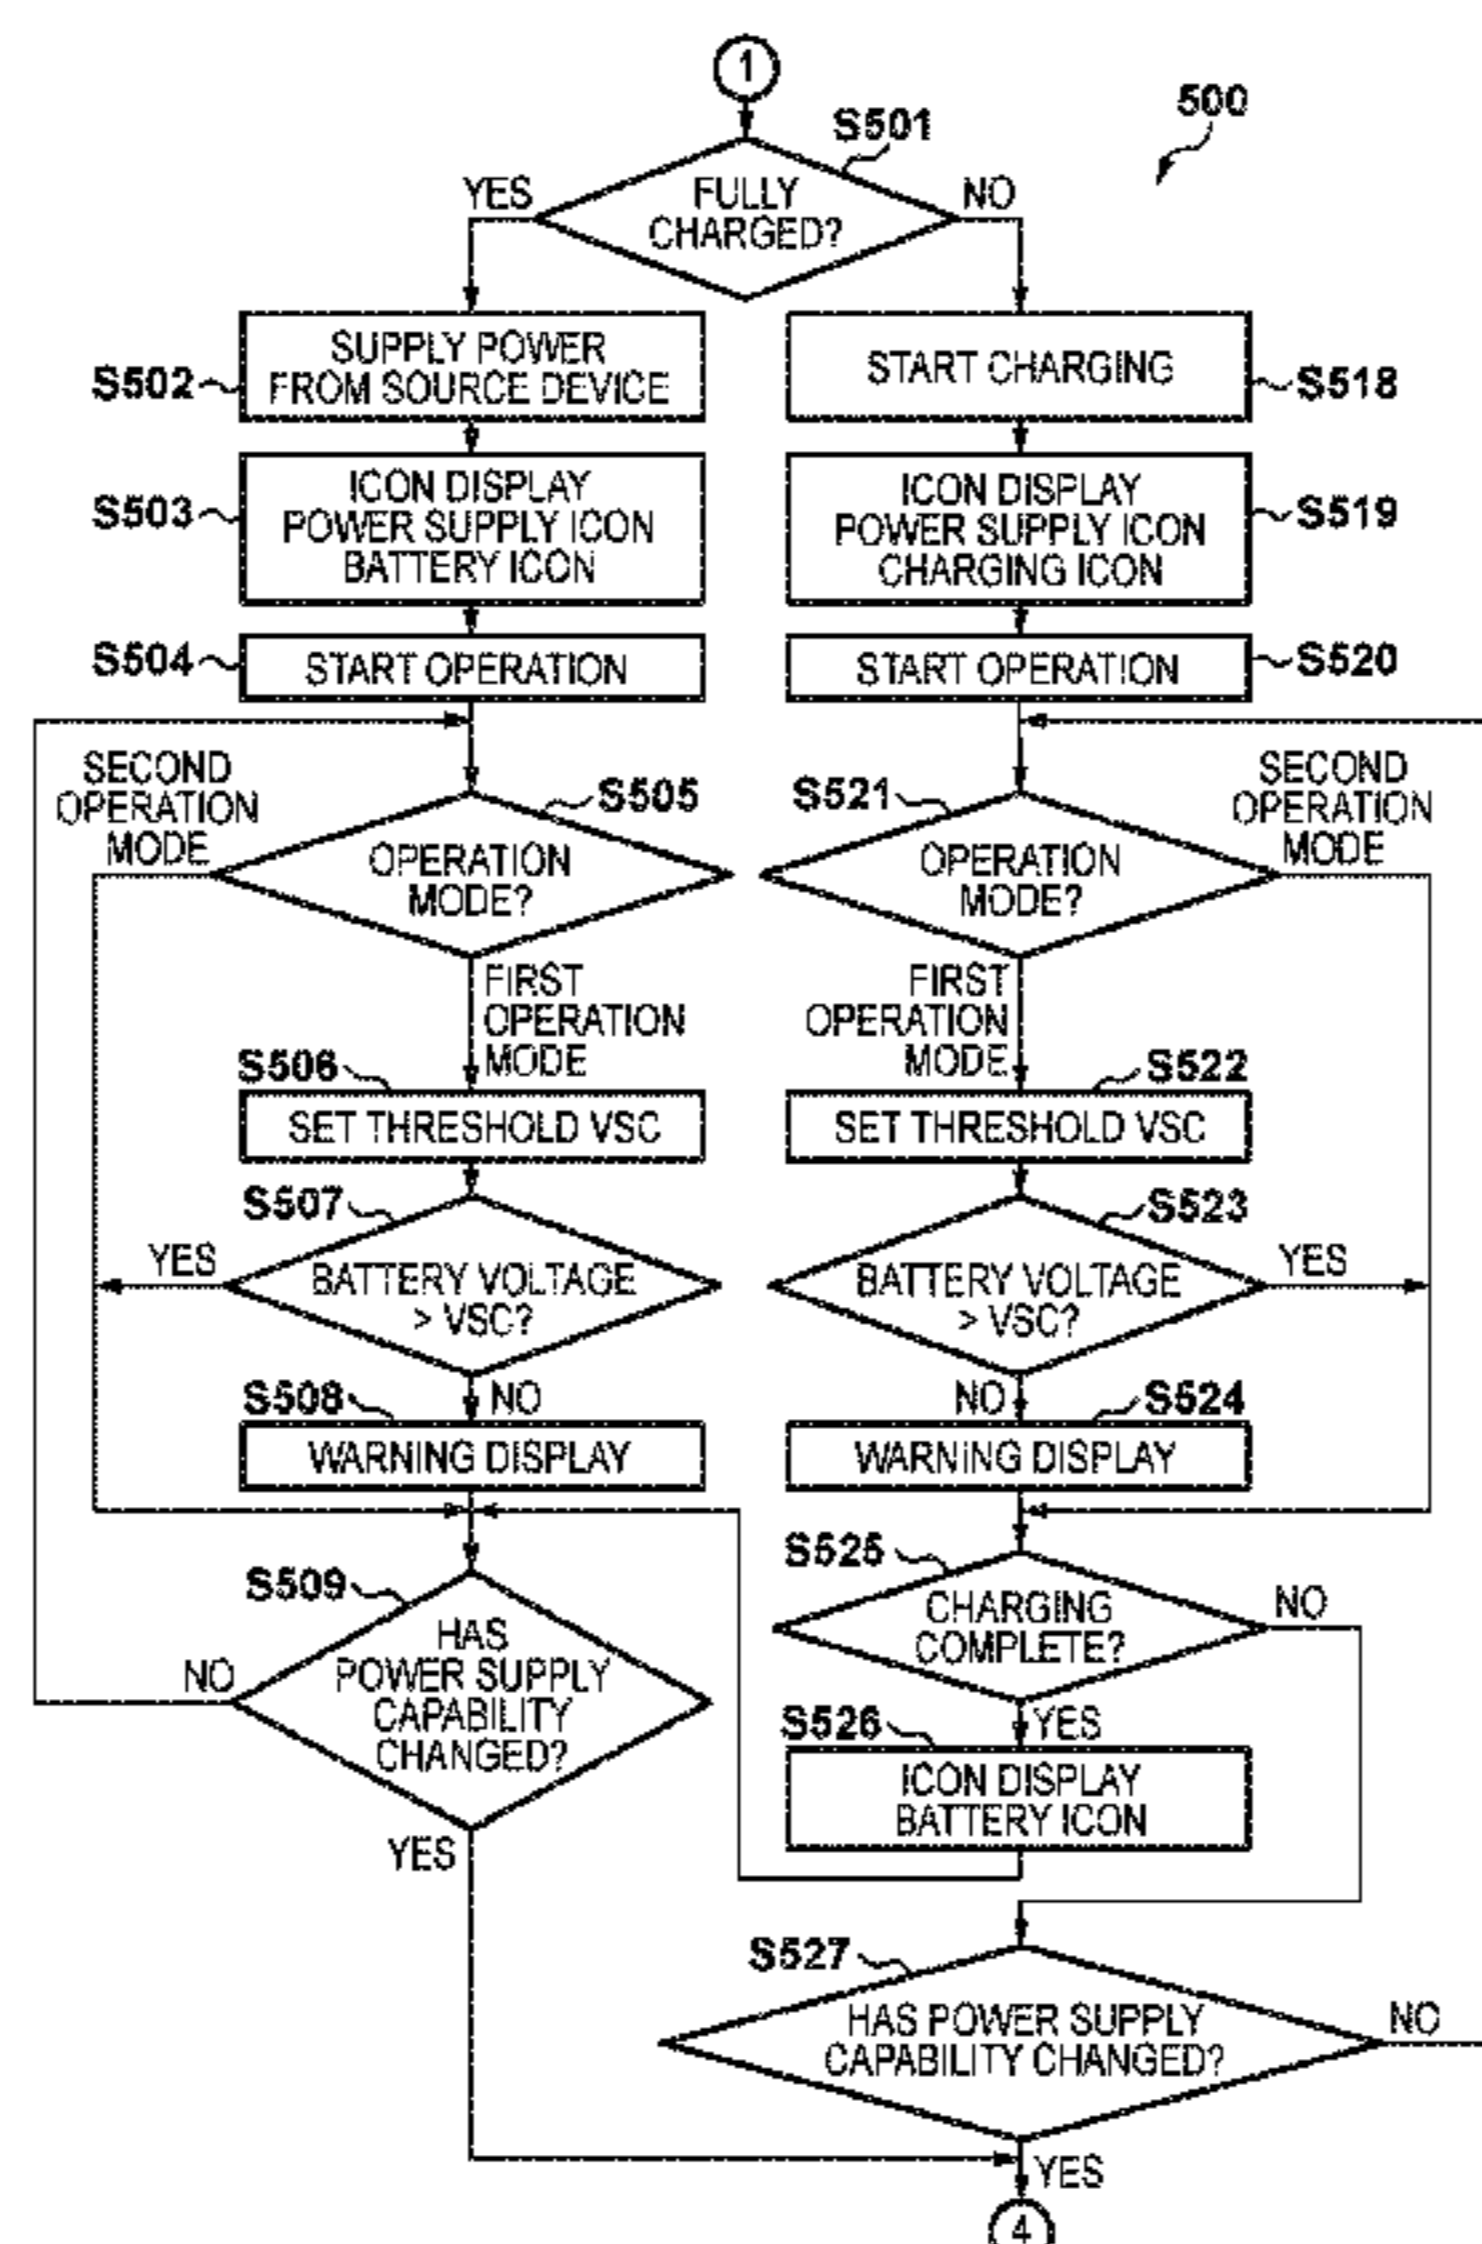 1
500
S501
YES
FULLY
CHARGED?
NO
S502
SUPPLY POWER
FROM SOURCE DEVICE
START CHARGING
S518
S503
ICON DISPLAY
POWER SUPPLY ICON
BATTERY ICON
ICON DISPLAY
POWER SUPPLY ICON
CHARGING ICON
S519
S504
START OPERATION
START OPERATION
S520
SECOND
OPERATION
MODE
S505
OPERATION
MODE?
S521
OPERATION
MODE?
SECOND
OPERATION
MODE
FIRST
OPERATION
MODE
FIRST
OPERATION
MODE
S506
SET THRESHOLD VSC
S522
SET THRESHOLD VSC
S507
YES
BATTERY VOLTAGE
> VSC?
S523
BATTERY VOLTAGE
> VSC?
YES
S508
NO
WARNING DISPLAY
NO
S524
WARNING DISPLAY
S509
NO
HAS
POWER SUPPLY
CAPABILITY
CHANGED?
YES
S525
CHARGING
COMPLETE?
NO
S526
YES
ICON DISPLAY
BATTERY ICON
S527
HAS POWER SUPPLY
CAPABILITY CHANGED?
NO
YES
4